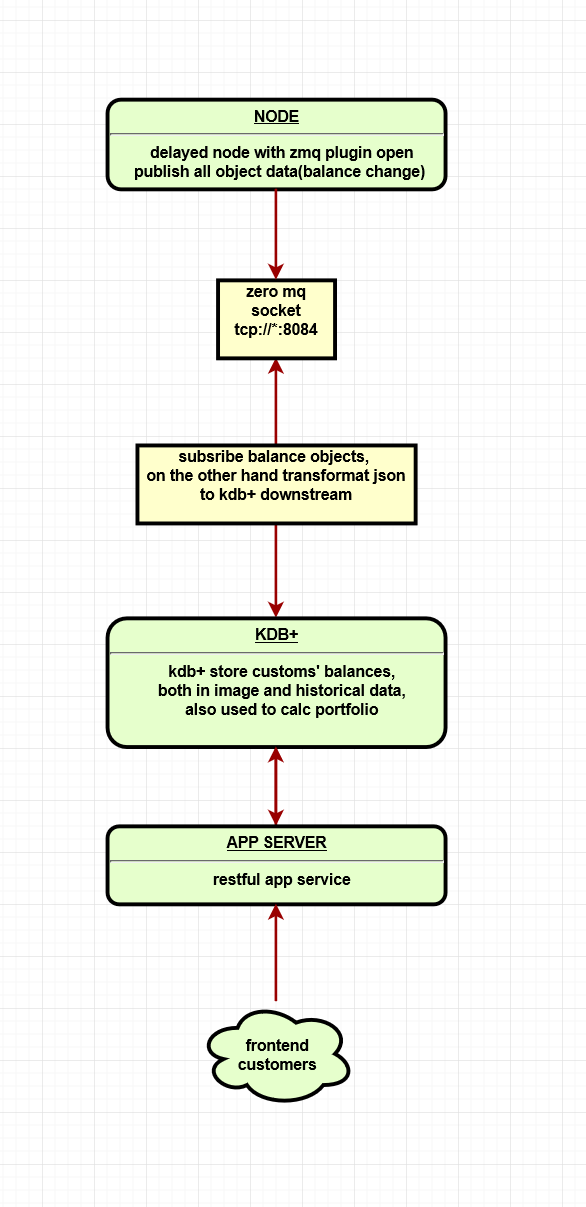 NODE
delayed node with zmq plugin open
publish all object data(balance change)
zero mq
socket
tcp://*:8084
subsribe balance objects,
on the other hand transformat json
to kdb+ downstream
KDB+
kdb+ store customs' balances,
both in image and historical data,
also used to calc portfolio
APP SERVER
restful app service
frontend
customers